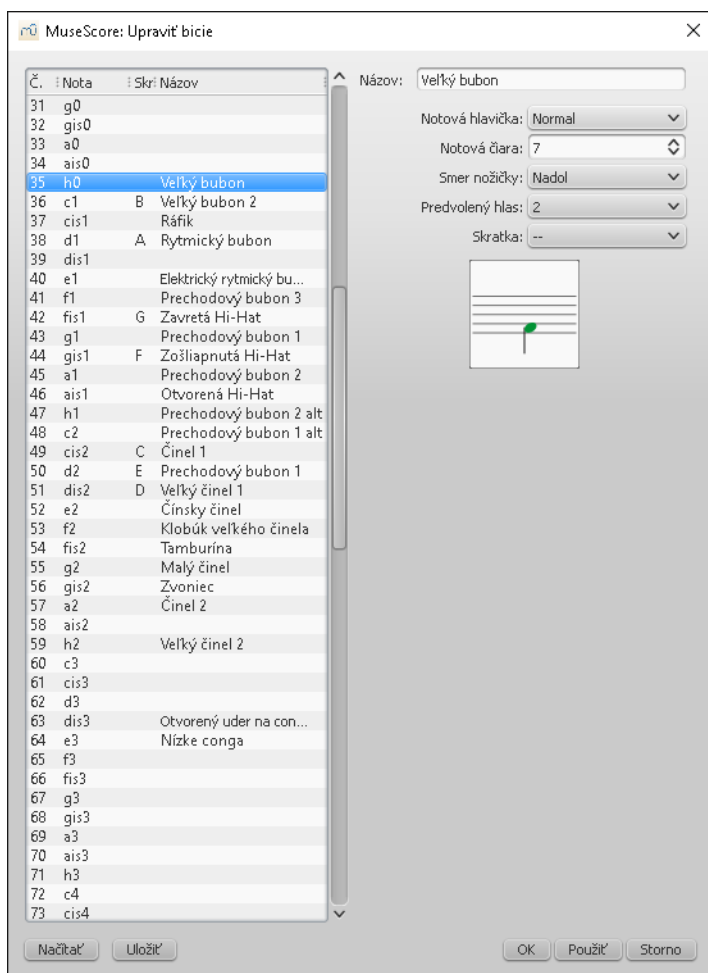 MuseScore: Upraviť bicie
Č. Nota Skr Názov
31 g0
32 gis0
33 a0
34 ais0
35 h0 Veľký bubon
36 c1 B Veľký bubon 2
37 cis1 Ráfik
38 d1 A Rytmický bubon
39 dis1
40 e1 Elektrický rytmický bu...
41 f1 Prechodový bubon 3
42 fis1 G Zavretá Hi-Hat
43 g1 Prechodový bubon 1
44 gis1 F Zošliapnutá Hi-Hat
45 a1 Prechodový bubon 2
46 ais1 Otvorená Hi-Hat
47 h1 Prechodový bubon 2 alt
48 c2 Prechodový bubon 1 alt
49 cis2 C Činel 1
50 d2 E Prechodový bubon 1
51 dis2 D Veľký činel 1
52 e2 Čínsky činel
53 f2 Klobúk veľkého činela
54 fis2 Tamburína
55 g2 Malý činel
56 gis2 Zvoniec
57 a2 Činel 2
58 ais2
59 h2 Veľký činel 2
60 c3
61 cis3
62 d3
63 dis3 Otvorený uder na con...
64 e3 Nízke conga
65 f3
66 fis3
67 g3
68 gis3
69 a3
70 ais3
71 h3
72 c4
73 cis4
Názov: Veľký bubon
Notová hlavička: Normal
Notová čiara: 7
Smer nožičky: Nadol
Predvolený hlas: 2
Skratka: --
Načítať Uložiť OK Použiť Storno